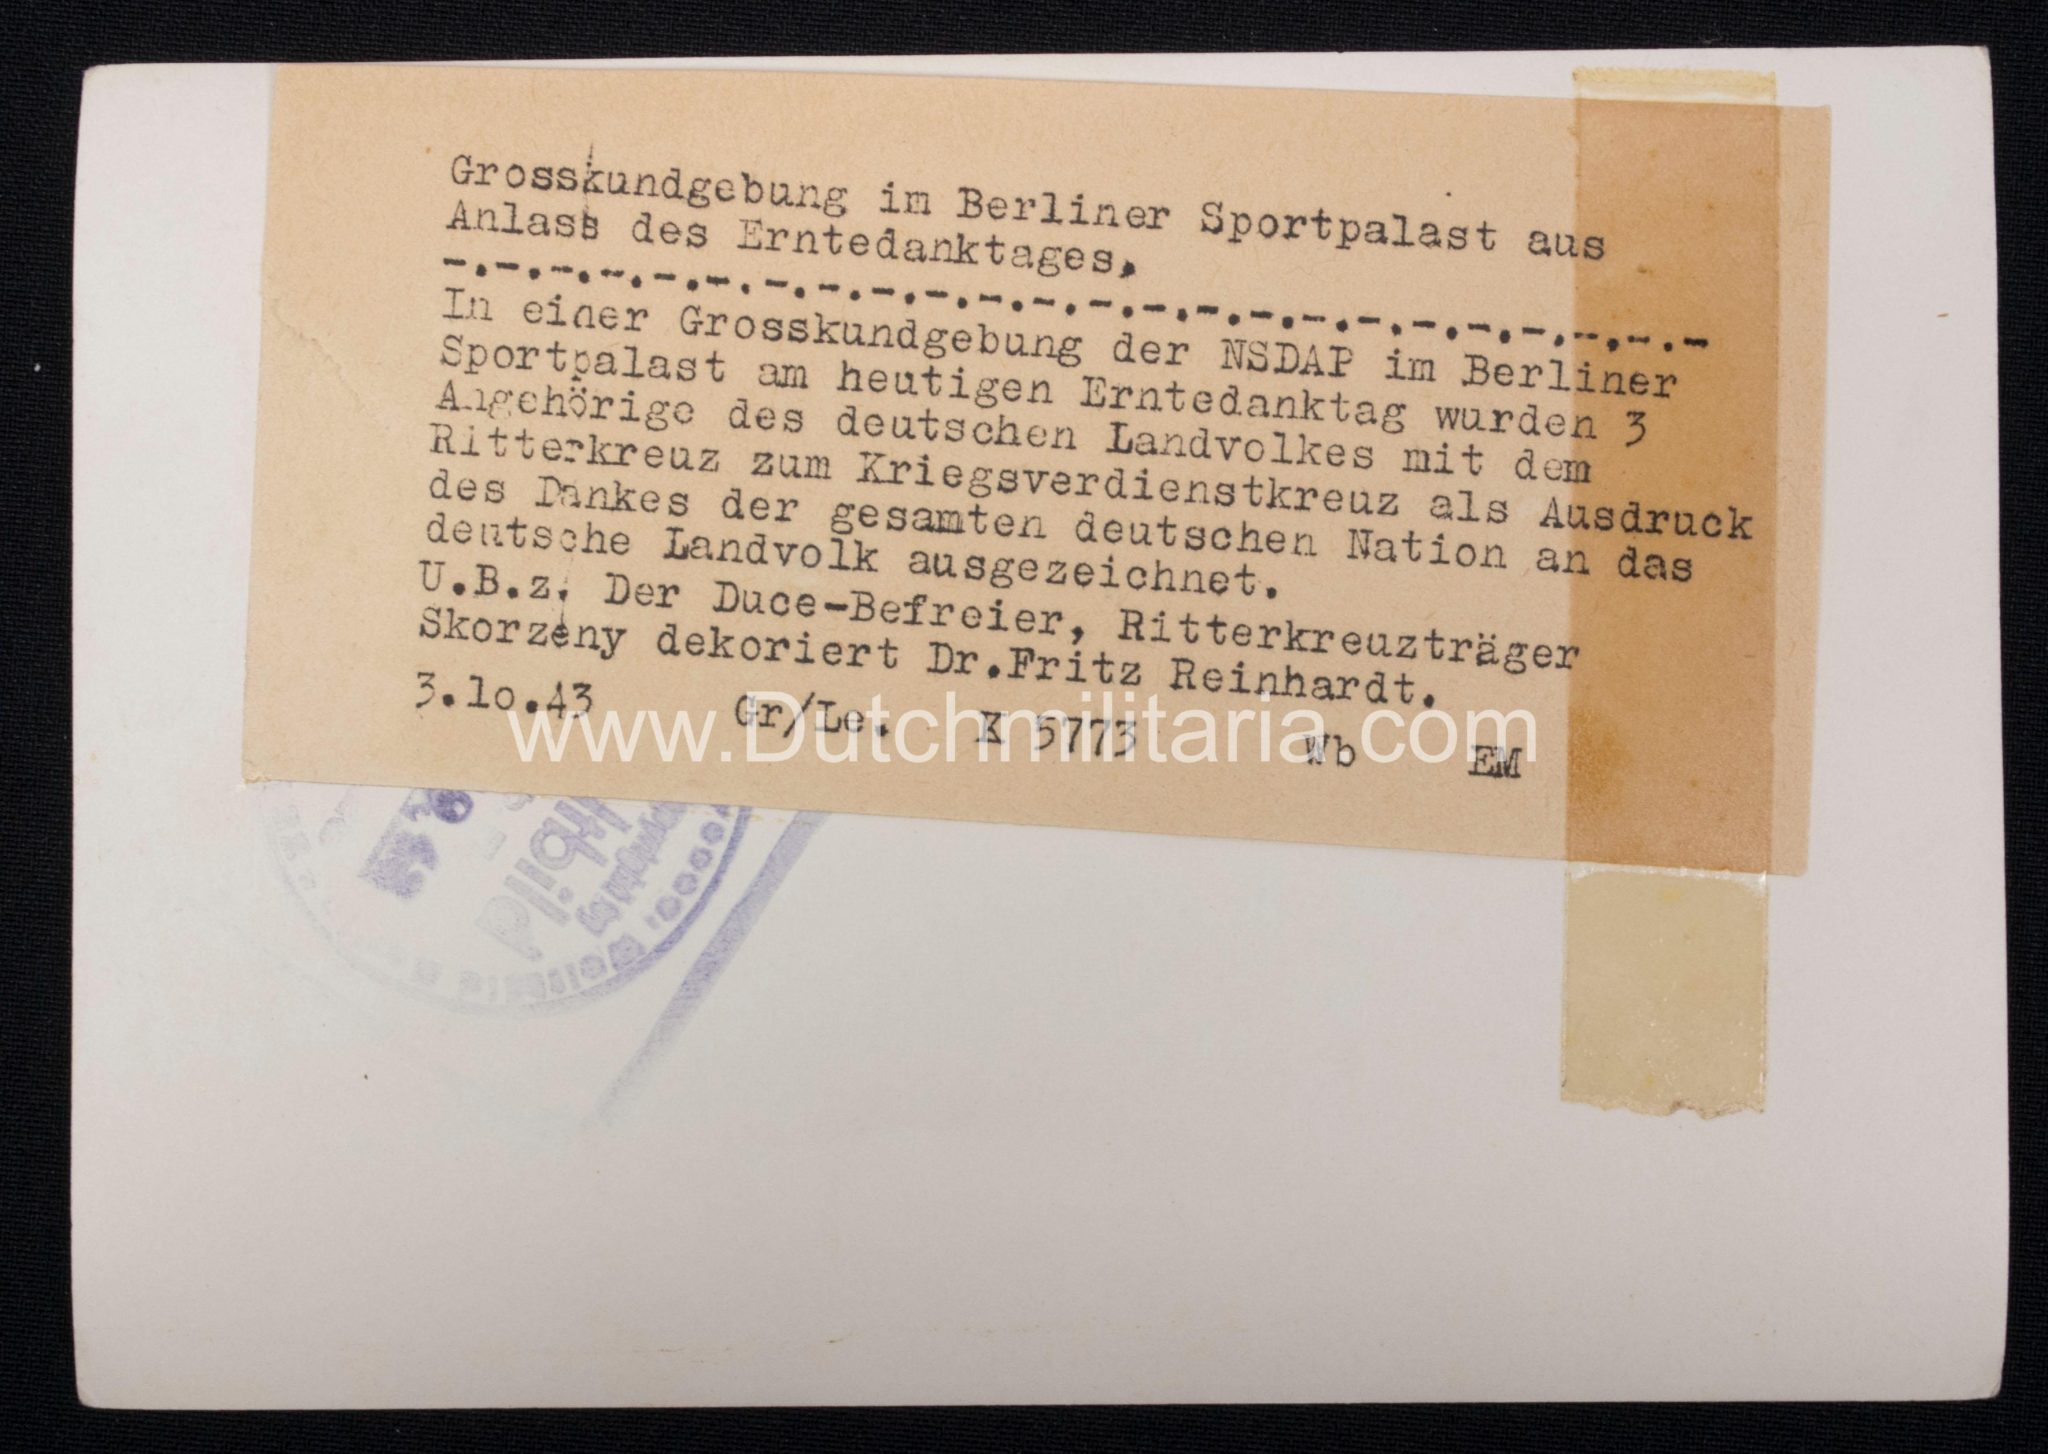 Grosskundgebung im Berliner Sportpalast aus
Anlass des Erntedanktages.
-.-.-.-.-.-.-.-.-.-.-.-.-.-.-.-.-.-.-.-.-.-.-.-
In einer Grosskundgebung der NSDAP im Berliner
Sportpalast am heutigen Erntedanktag wurden 3
Angehörige des deutschen Landvolkes mit dem
Ritterkreuz zum Kriegsverdienstkreuz als Ausdruck
des Dankes der gesamten deutschen Nation an das
deutsche Landvolk ausgezeichnet.
U.B.z. Der Duce-Befreier, Ritterkreuzträger
Skorzeny dekoriert Dr.Fritz Reinhardt.
3.10.43 Gr/Le. K 5773 Wb EM
www.Dutchmilitaria.com